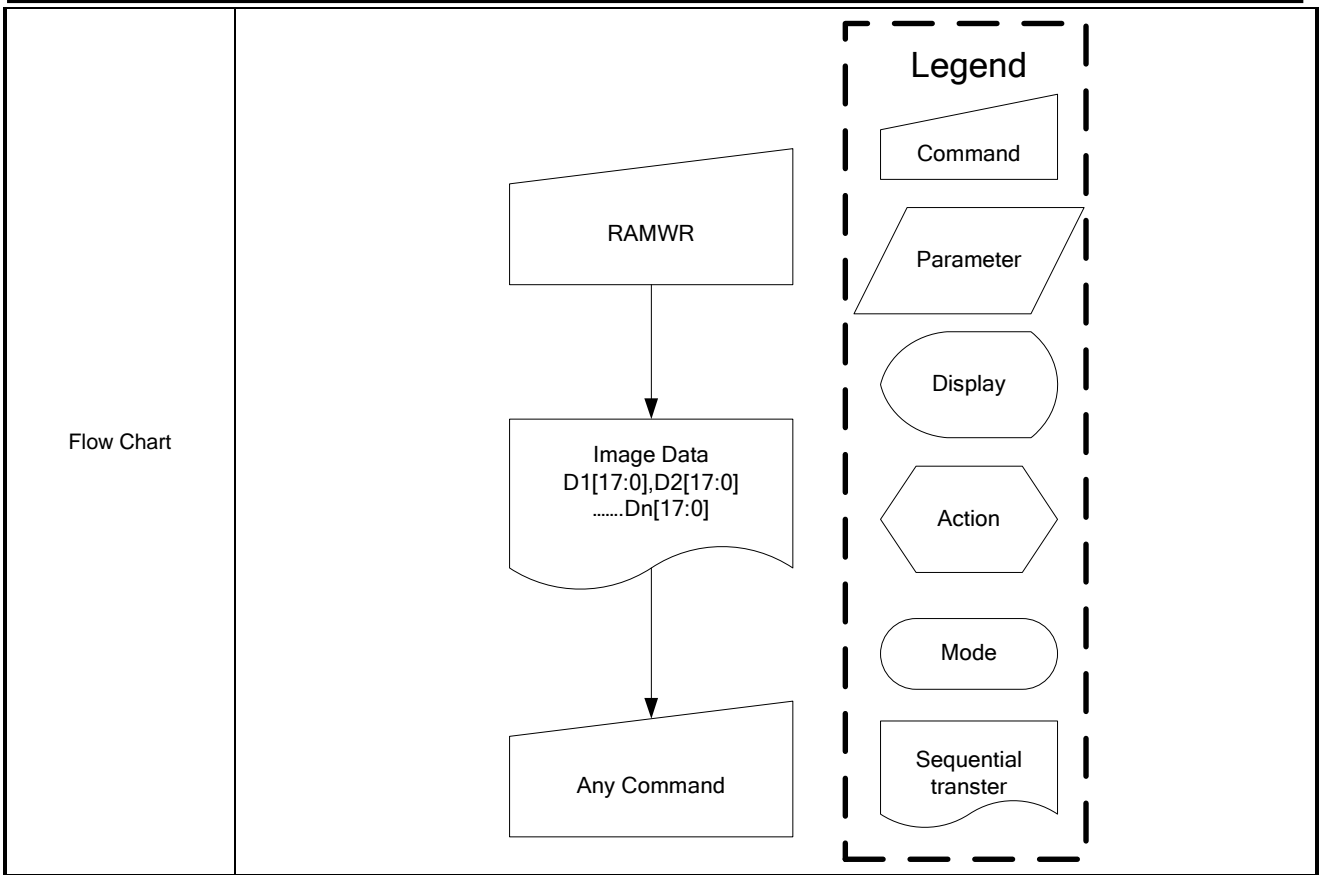 Flow Chart
RAMWR
Image Data
D1[17:0],D2[17:0]
.......Dn[17:0]
Any Command
Legend
Command
Parameter
Display
Action
Mode
Sequential
transter